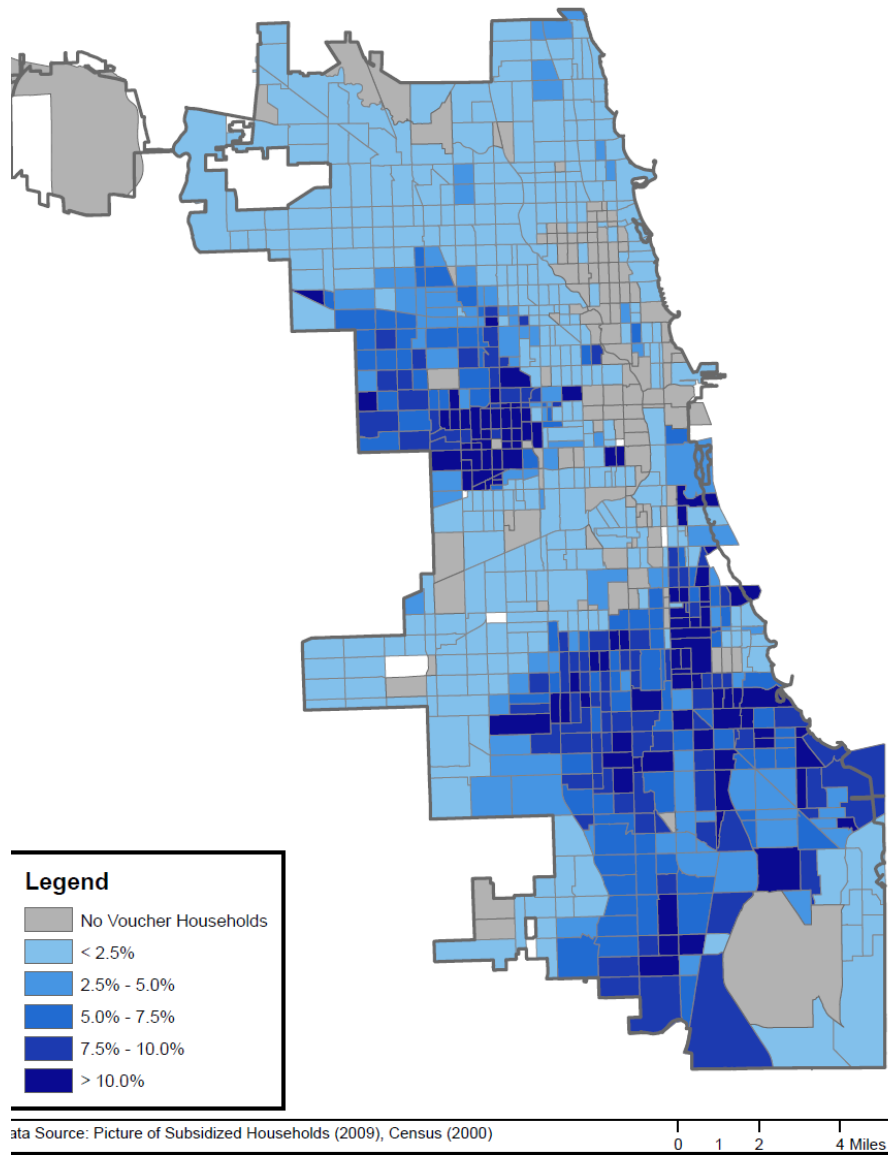 Legend
No Voucher Households
< 2.5%
2.5% - 5.0%
5.0% - 7.5%
7.5% - 10.0%
> 10.0%
ata Source: Picture of Subsidized Households (2009), Census (2000)
0 1 2 4 Miles